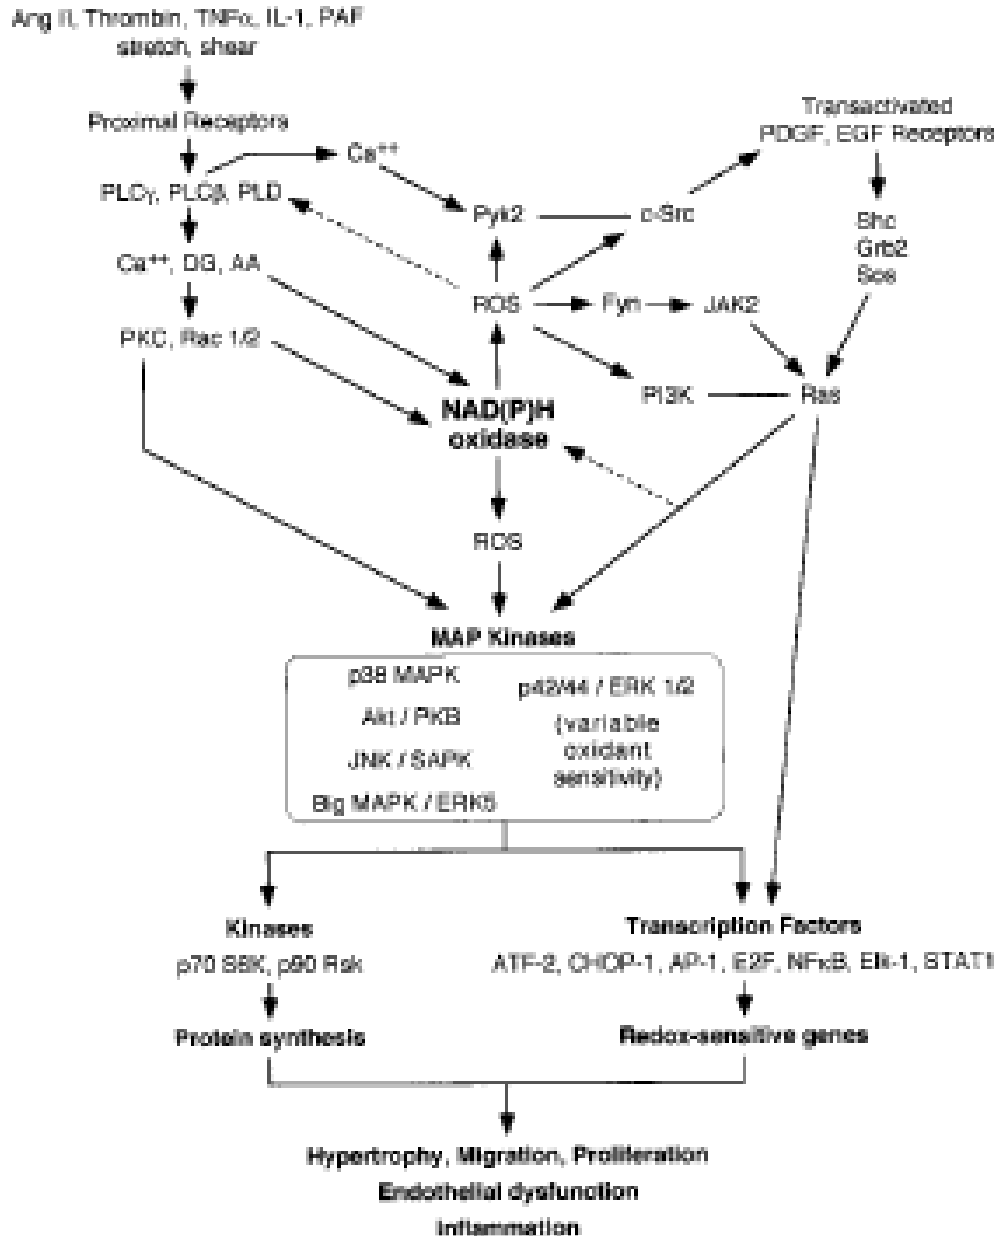 Ang II, Thrombin, TNFα, IL-1, PAF
stretch, shear
Proximal Receptors
Transactivated
PDGF, EGF Receptors
Ca++
PLCγ, PLCβ, PLD
Pyk2
c-Src
Shc
Grb2
Sos
Ca++, DG, AA
ROS
Fyn
JAK2
PKC, Rac 1/2
PI3K
Ras
NAD(P)H
oxidase
ROS
MAP Kinases
p38 MAPK
p42/44 / ERK 1/2
Akt / PKB
(variable
oxidant
sensitivity)
JNK / SAPK
Big MAPK / ERK5
Kinases
p70 S6K, p90 Rsk
Transcription Factors
ATF-2, CHOP-1, AP-1, E2F, NFκB, Elk-1, STAT1
Protein synthesis
Redox-sensitive genes
Hypertrophy, Migration, Proliferation
Endothelial dysfunction
Inflammation